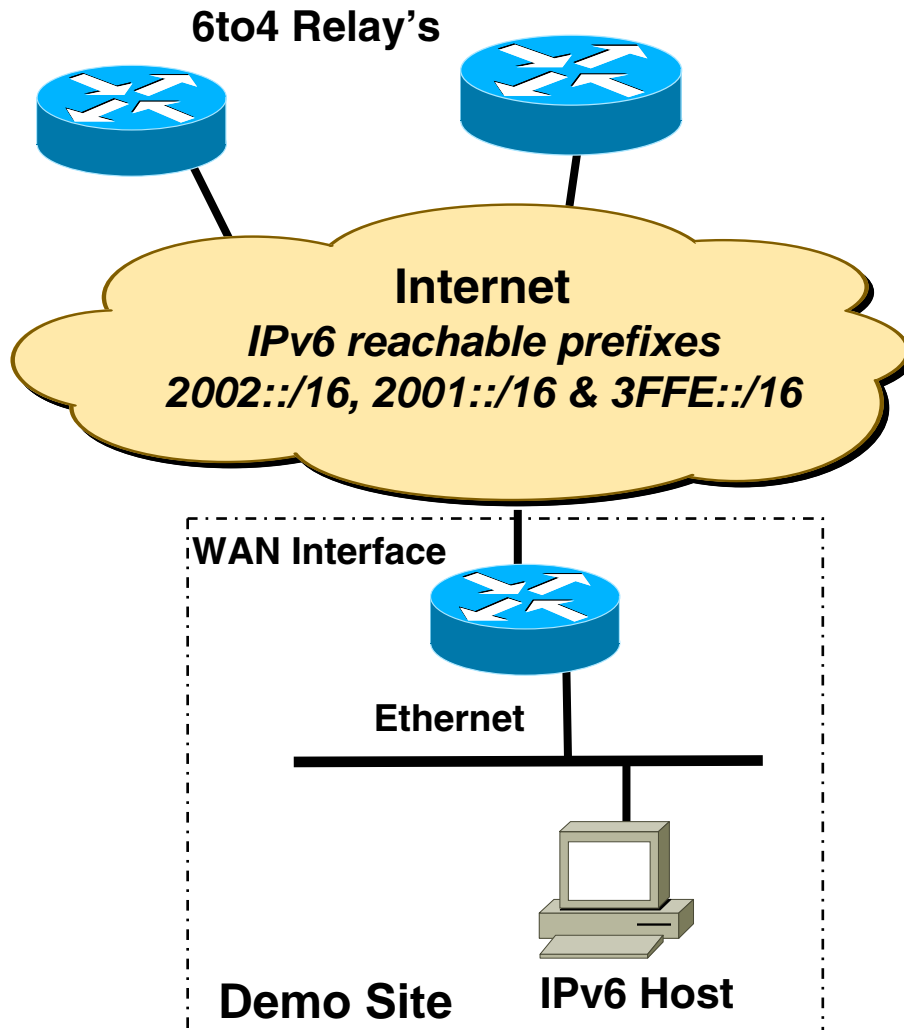 6to4 Relay's
Internet
IPv6 reachable prefixes
2002::/16, 2001::/16 & 3FFE::/16
WAN Interface
Ethernet
IPv6 Host
Demo Site